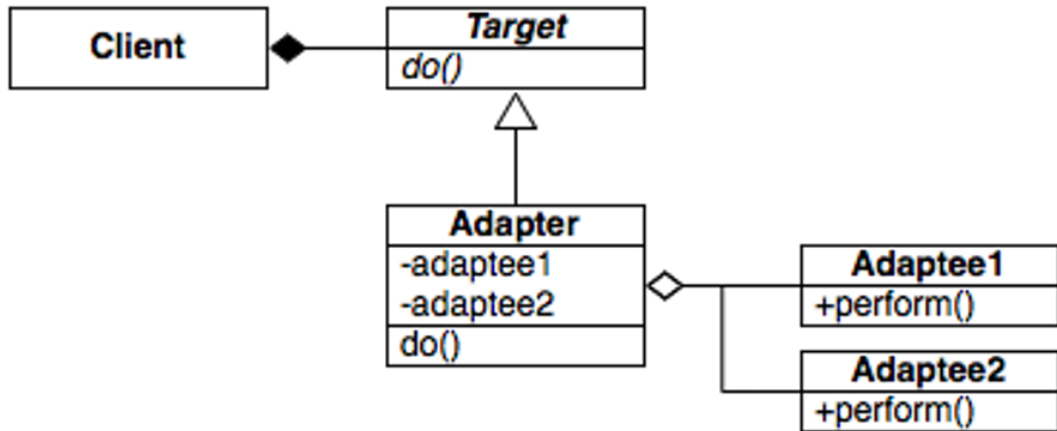 Client
Target
do()
Adapter
-adaptee1
-adaptee2
do()
Adaptee1
+perform()
Adaptee2
+perform()